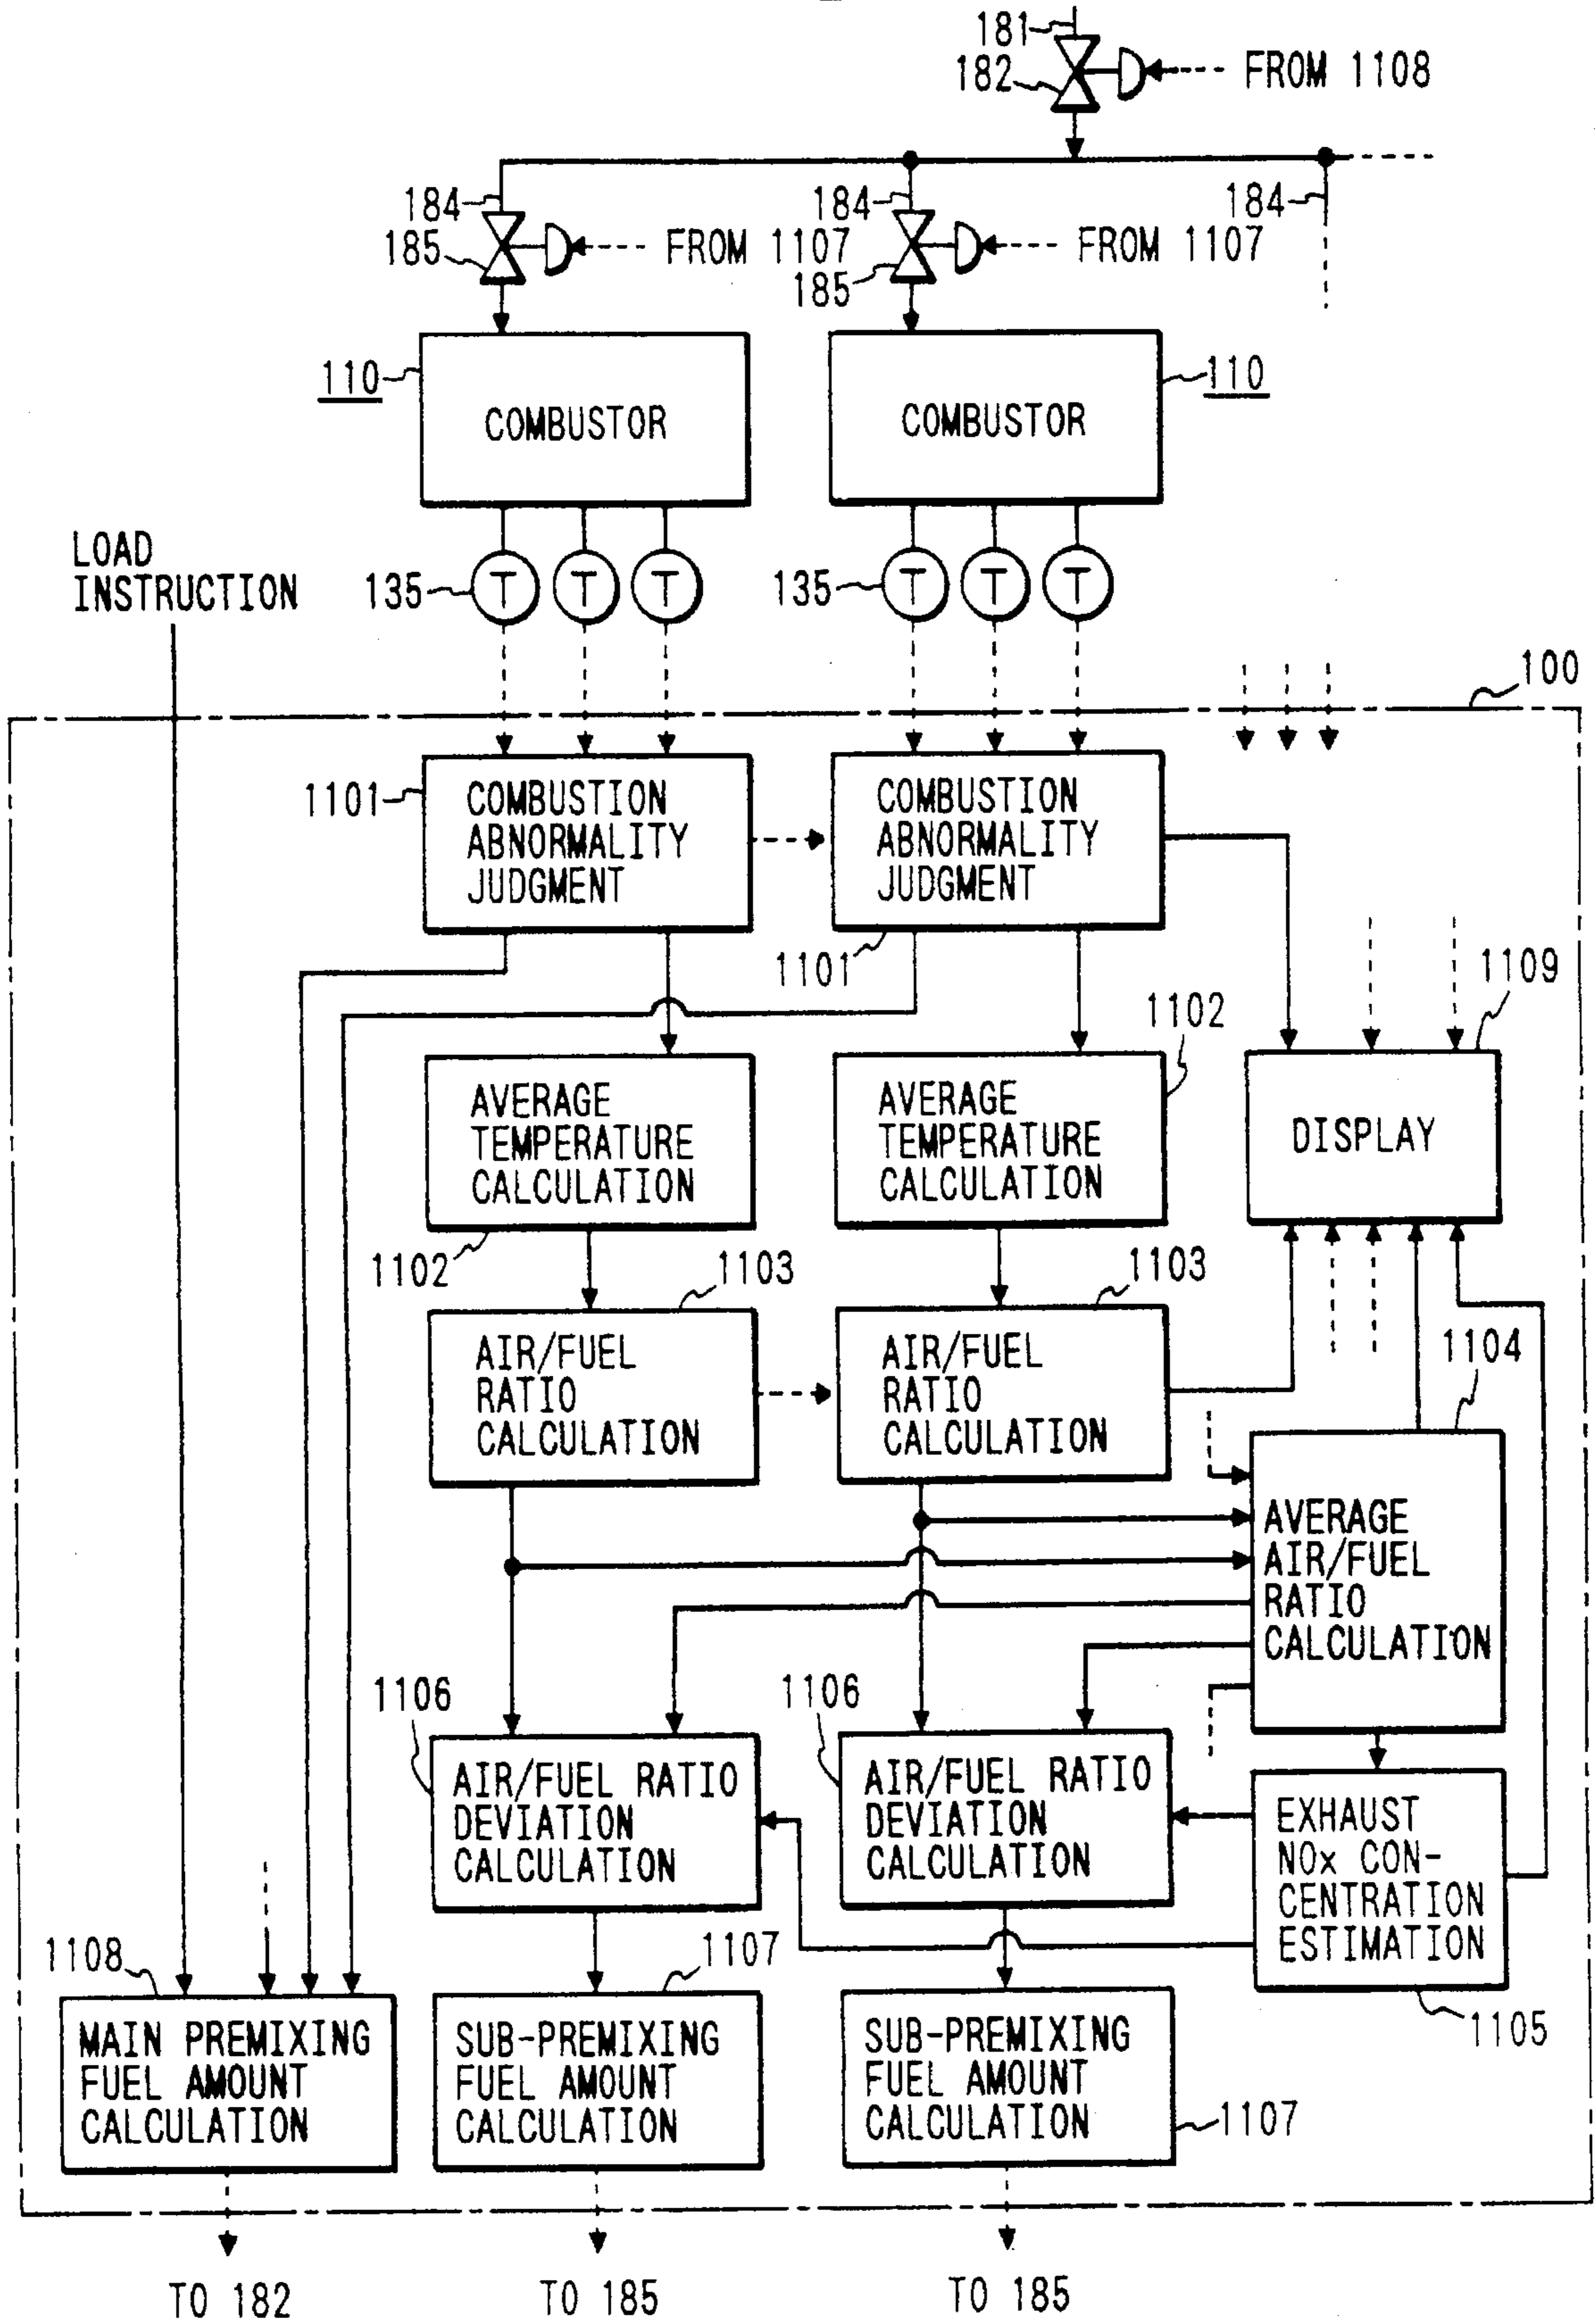 181
182
FROM 1108
184
185
FROM 1107
184
185
FROM 1107
184
110
COMBUSTOR
COMBUSTOR
110
LOAD
INSTRUCTION
135
T
T
T
135
T
T
T
100
1101
COMBUSTION
ABNORMALITY
JUDGMENT
COMBUSTION
ABNORMALITY
JUDGMENT
1101
1109
1102
AVERAGE
TEMPERATURE
CALCULATION
AVERAGE
TEMPERATURE
CALCULATION
DISPLAY
1102
1103
1103
AIR/FUEL
RATIO
CALCULATION
AIR/FUEL
RATIO
CALCULATION
1104
AVERAGE
AIR/FUEL
RATIO
CALCULATION
1106
1106
AIR/FUEL RATIO
DEVIATION
CALCULATION
AIR/FUEL RATIO
DEVIATION
CALCULATION
EXHAUST
NOx CON-
CENTRATION
ESTIMATION
1108
1107
1105
MAIN PREMIXING
FUEL AMOUNT
CALCULATION
SUB-PREMIXING
FUEL AMOUNT
CALCULATION
SUB-PREMIXING
FUEL AMOUNT
CALCULATION
1107
TO 182
TO 185
TO 185